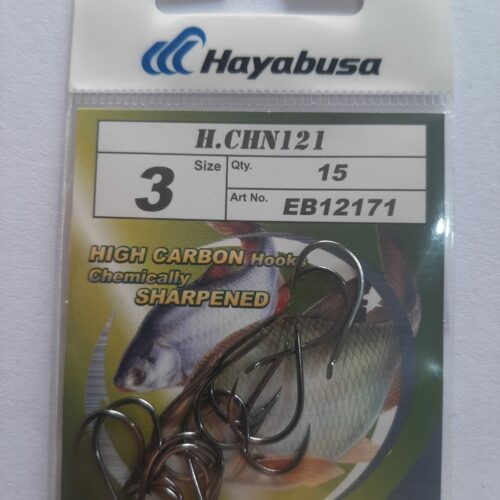 Hayabusa
H.CHN121
3 Size Qty. 15
Art No. EB12171
HIGH CARBON Hooks
Chemically
SHARPENED